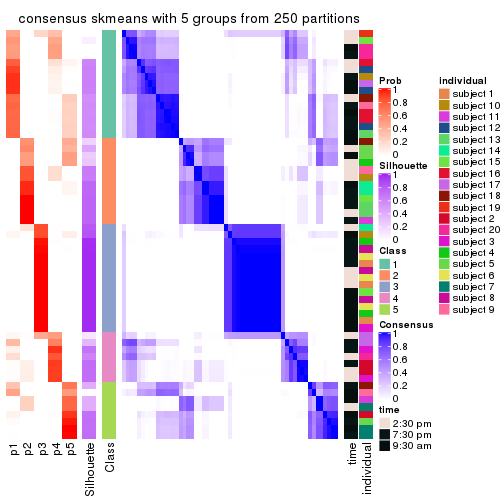 consensus skmeans with 5 groups from 250 partitions
p1
p2
p3
p4
p5
Silhouette
Class
time
individual
Prob
1
0.8
0.6
0.4
0.2
0
Silhouette
1
0.8
0.6
0.4
0.2
0
Class
1
2
3
4
5
Consensus
1
0.8
0.6
0.4
0.2
0
time
2:30 pm
7:30 pm
9:30 am
individual
subject 1
subject 10
subject 11
subject 12
subject 13
subject 14
subject 15
subject 16
subject 17
subject 18
subject 19
subject 2
subject 20
subject 3
subject 4
subject 5
subject 6
subject 7
subject 8
subject 9